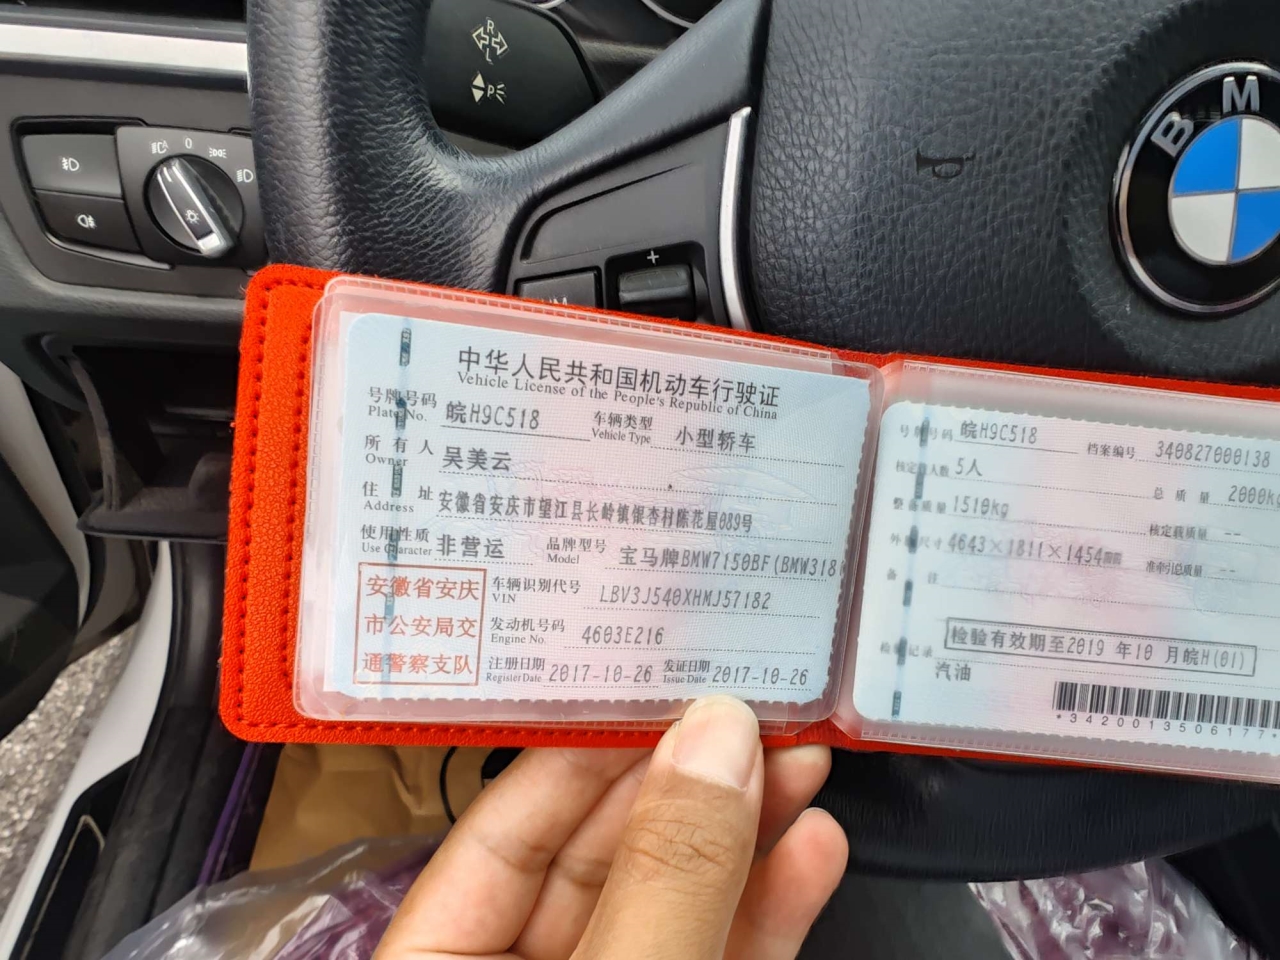 R
L
P
0
BMW
+
中华人民共和国机动车行驶证
Vehicle License of the People's Republic of China
号牌号码 皖H9C518 车辆类型 小型轿车
Plate No. Vehicle Type
所有人 吴美云
Owner
住址 安徽省安庆市望江县长岭镇银杏村陈花屋089号
Address
使用性质 非营运 品牌型号 宝马牌BMW7150BF(BMW318
Use Character Model
安徽省安庆
市公安局交
通警察支队
车辆识别代号 LBV3J540XHMJ57182
VIN
发动机号码 4603E216
Engine No.
注册日期 2017-10-26 发证日期 2017-10-26
Register Date Issue Date
号牌号码 皖H9C518 档案编号 340827000138
核定载人数 5人 总质量 2000kg
整备质量 1510kg 核定载质量 --
外廓尺寸 4643×1811×1454 准牵引总质量 --
备注
检验记录 检验有效期至2019年10月皖H(01)
汽油
*3420013506177*